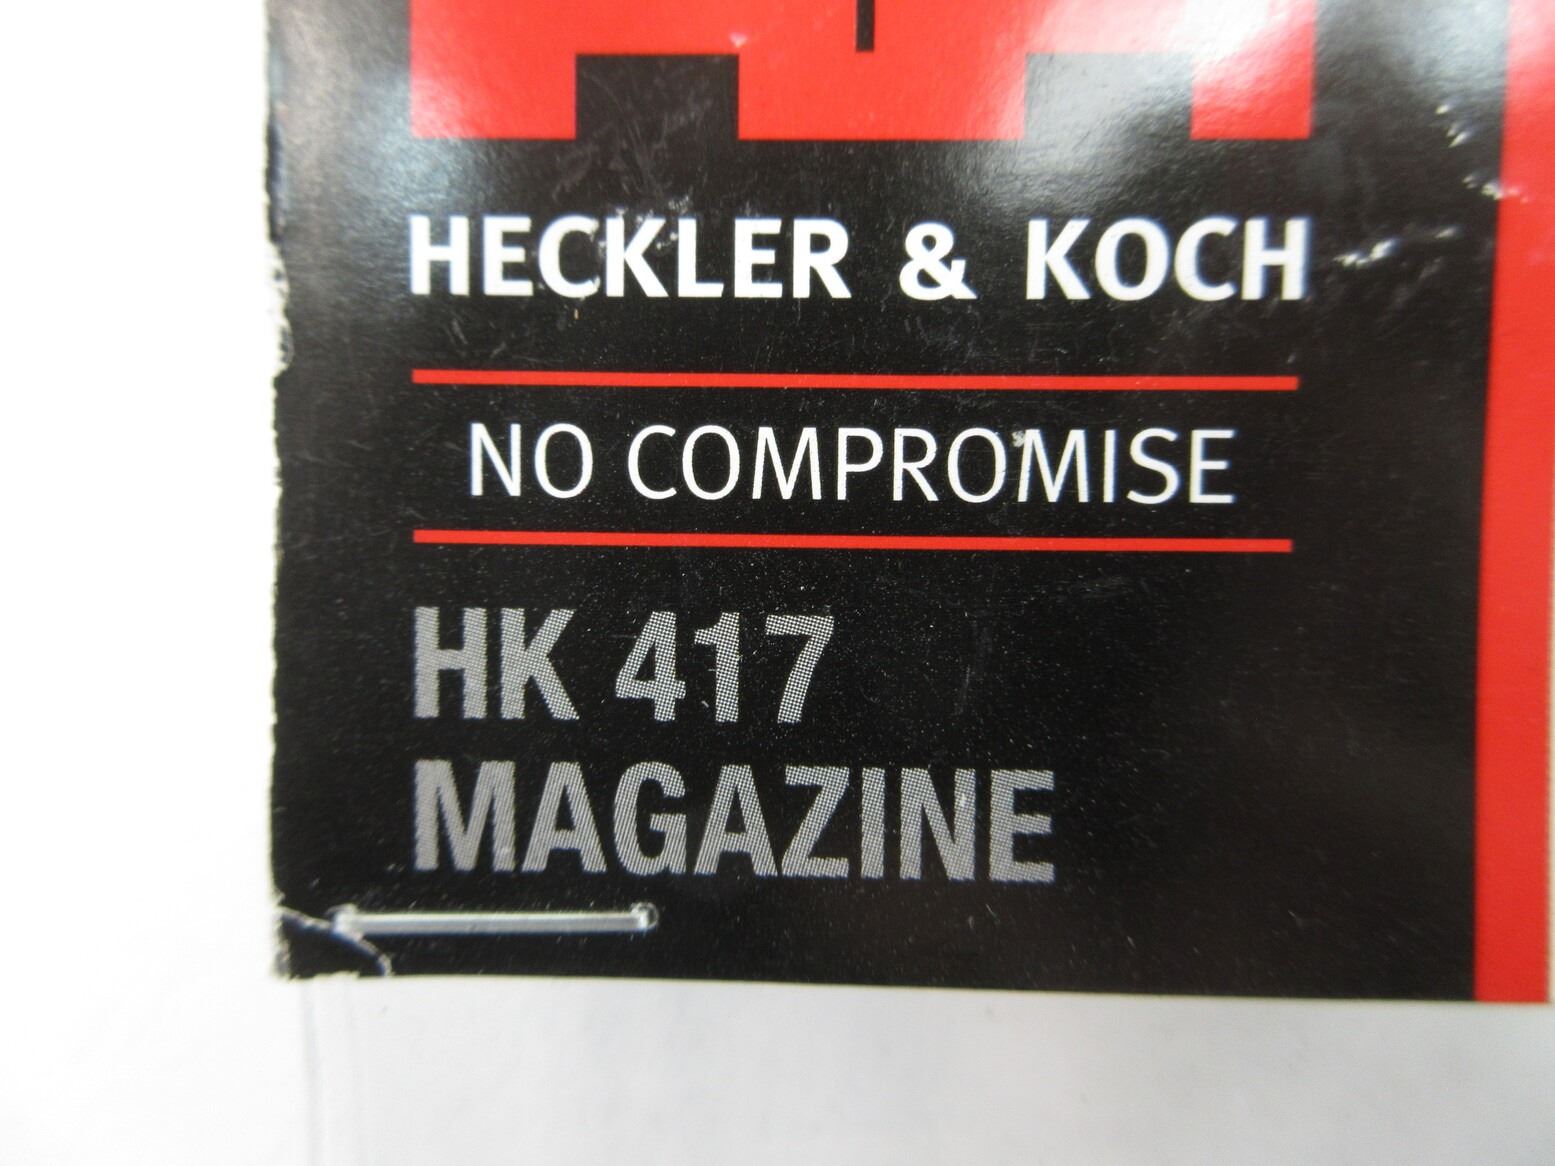 HECKLER & KOCH
NO COMPROMISE
HK 417
MAGAZINE